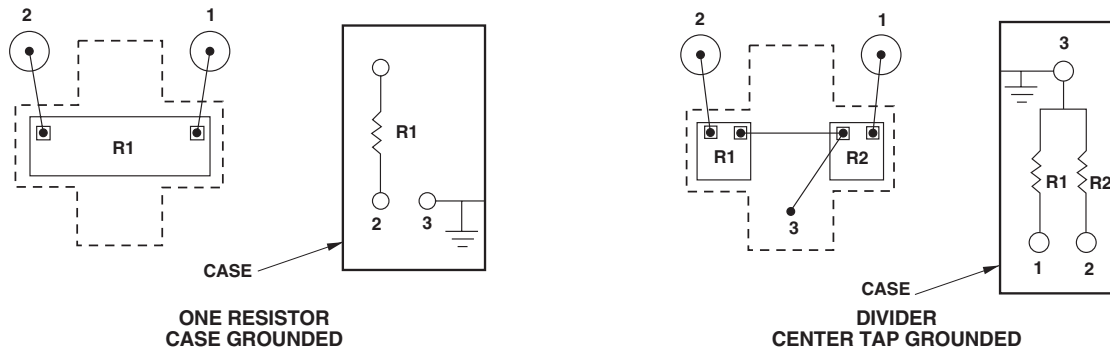 2 1
R1
R1
2 3
CASE
ONE RESISTOR
CASE GROUNDED
2 1
3
R1 R2
R1 R2
3
1 2
CASE
DIVIDER
CENTER TAP GROUNDED